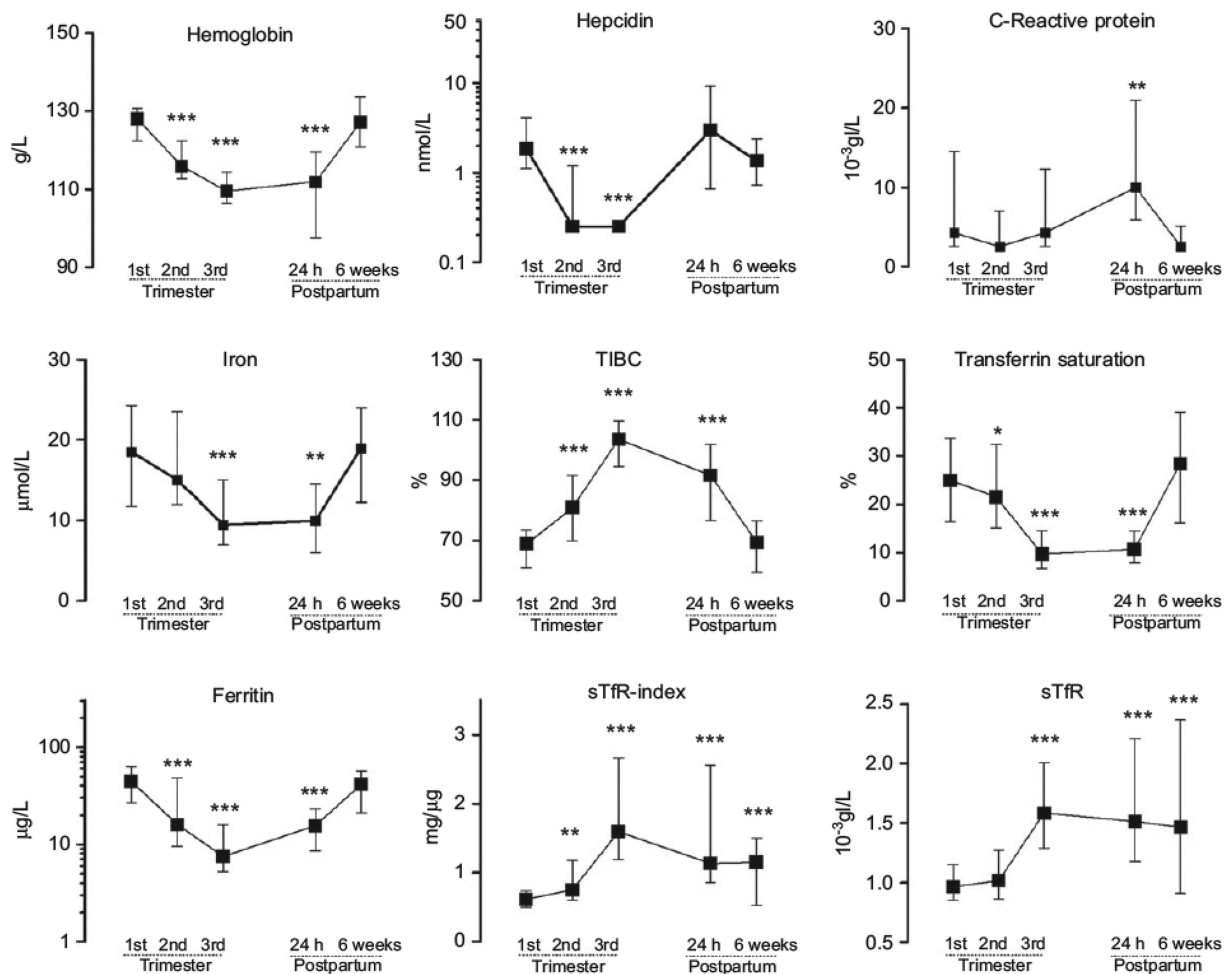 Hemoglobin
150
130
110
90
g/L
***
***
***
1st 2nd 3rd 24 h 6 weeks
Trimester Postpartum
Hepcidin
50
10
1
0.1
nmol/L
***
***
1st 2nd 3rd 24 h 6 weeks
Trimester Postpartum
C-Reactive protein
30
20
10
0
10⁻³gl/L
**
1st 2nd 3rd 24 h 6 weeks
Trimester Postpartum
Iron
30
20
10
0
µmol/L
***
**
1st 2nd 3rd 24 h 6 weeks
Trimester Postpartum
TIBC
130
110
90
70
50
%
***
***
***
1st 2nd 3rd 24 h 6 weeks
Trimester Postpartum
Transferrin saturation
50
40
30
20
10
0
%
*
***
***
1st 2nd 3rd 24 h 6 weeks
Trimester Postpartum
Ferritin
100
10
1
µg/L
***
***
***
1st 2nd 3rd 24 h 6 weeks
Trimester Postpartum
sTfR-index
3
2
1
0
mg/µg
**
***
***
***
1st 2nd 3rd 24 h 6 weeks
Trimester Postpartum
sTfR
2.5
2.0
1.5
1.0
0.5
10⁻³gl/L
***
***
***
1st 2nd 3rd 24 h 6 weeks
Trimester Postpartum